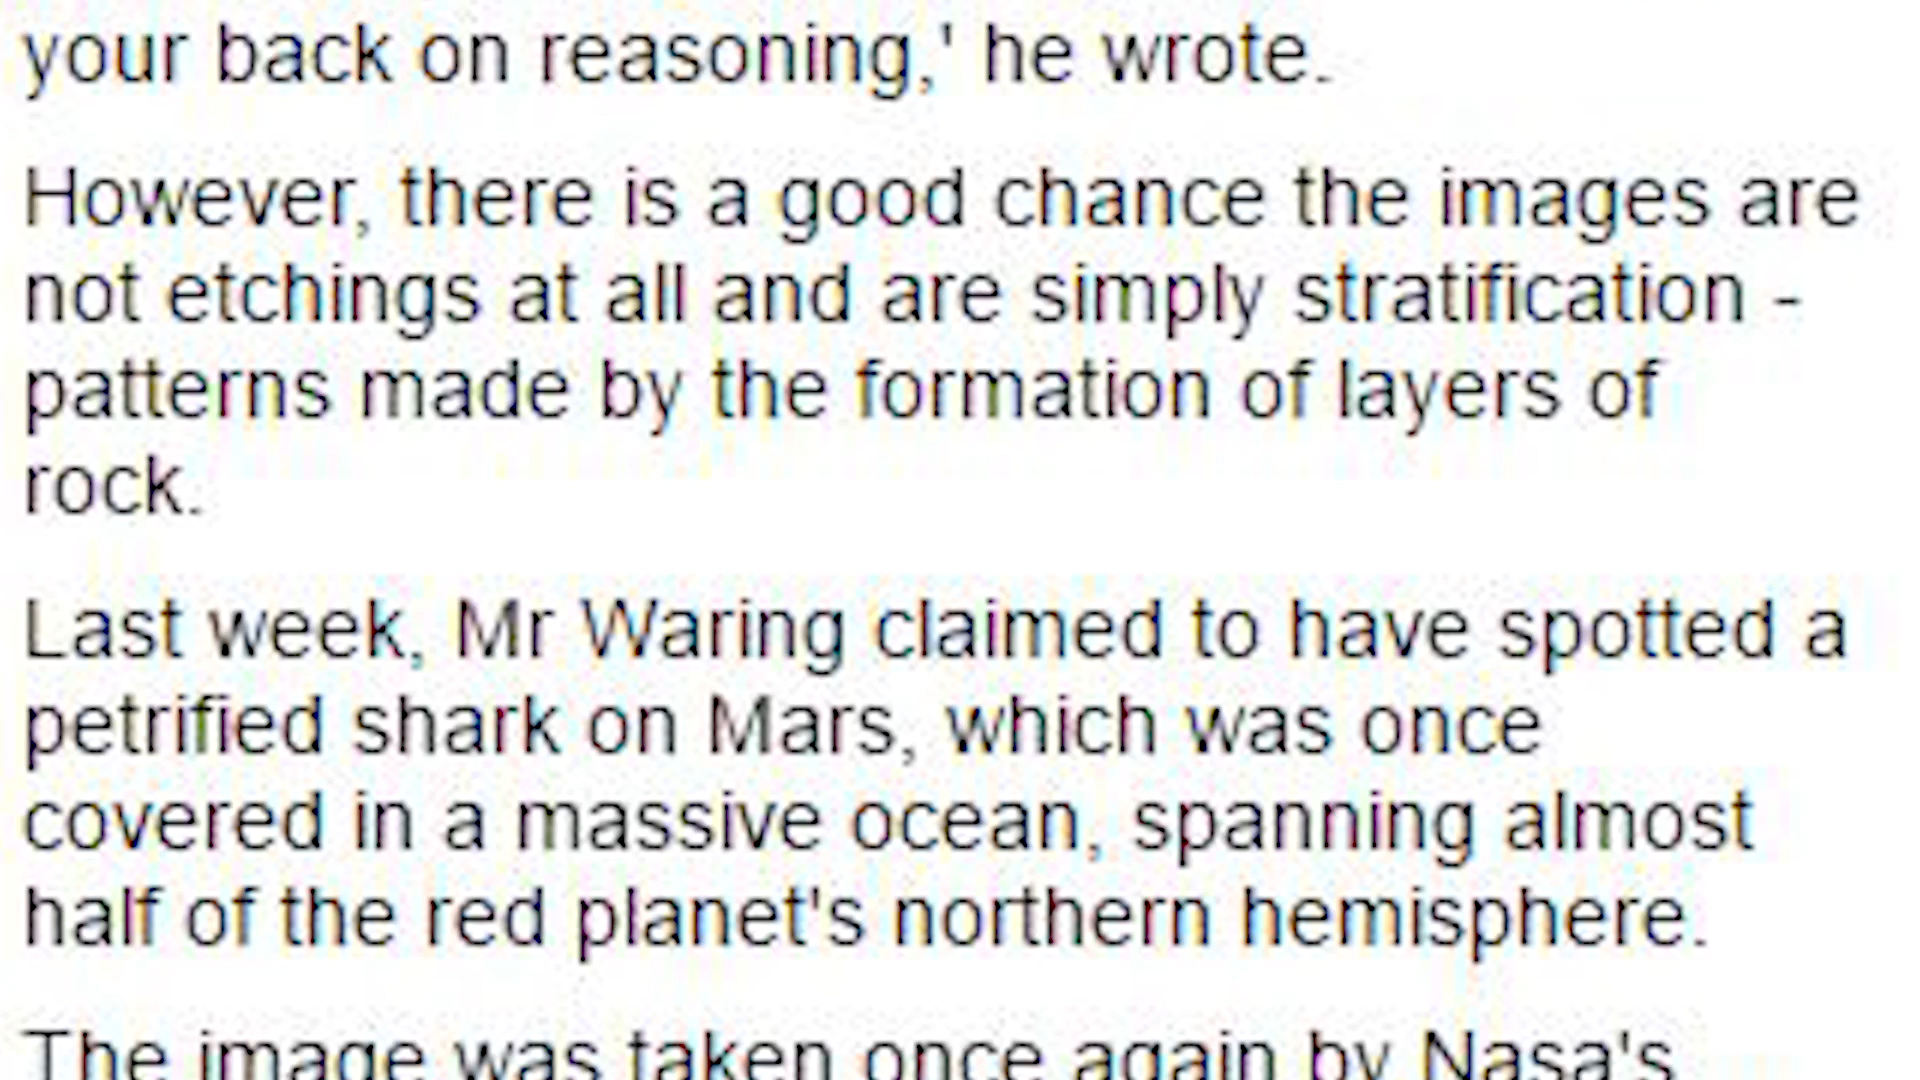 your back on reasoning,' he wrote.
However, there is a good chance the images are
not etchings at all and are simply stratification -
patterns made by the formation of layers of
rock.
Last week, Mr Waring claimed to have spotted a
petrified shark on Mars, which was once
covered in a massive ocean, spanning almost
half of the red planet's northern hemisphere.
The image was taken once again by Nasa's